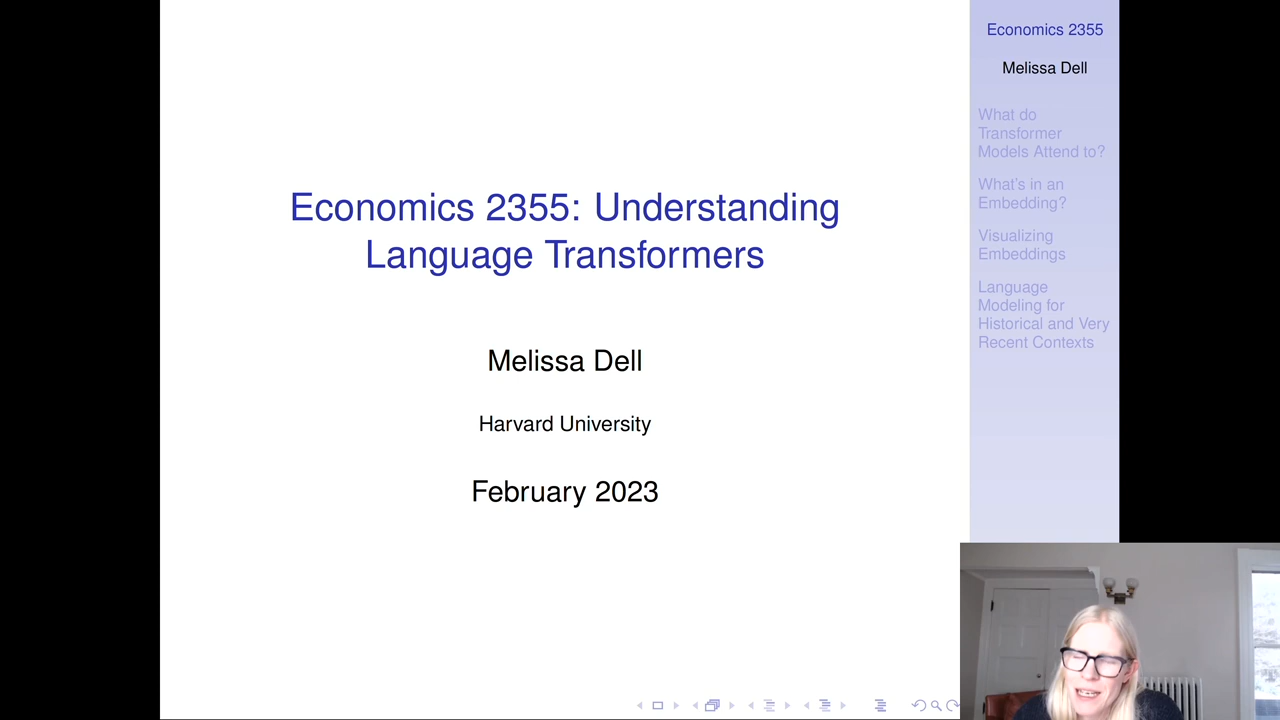 Economics 2355: Understanding
Language Transformers
Melissa Dell
Harvard University
February 2023
Economics 2355
Melissa Dell
What do
Transformer
Models Attend to?
What's in an
Embedding?
Visualizing
Embeddings
Language
Modeling for
Historical and Very
Recent Contexts